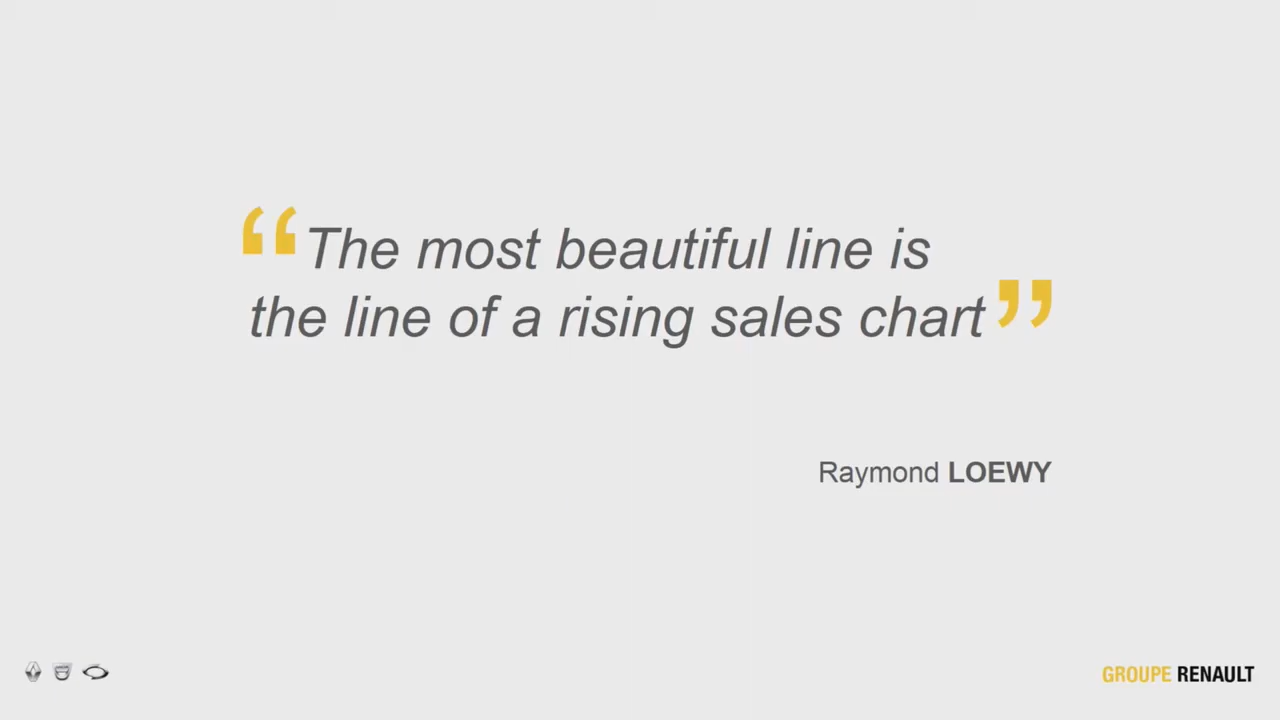 “The most beautiful line is
the line of a rising sales chart”
Raymond LOEWY
GROUPE RENAULT